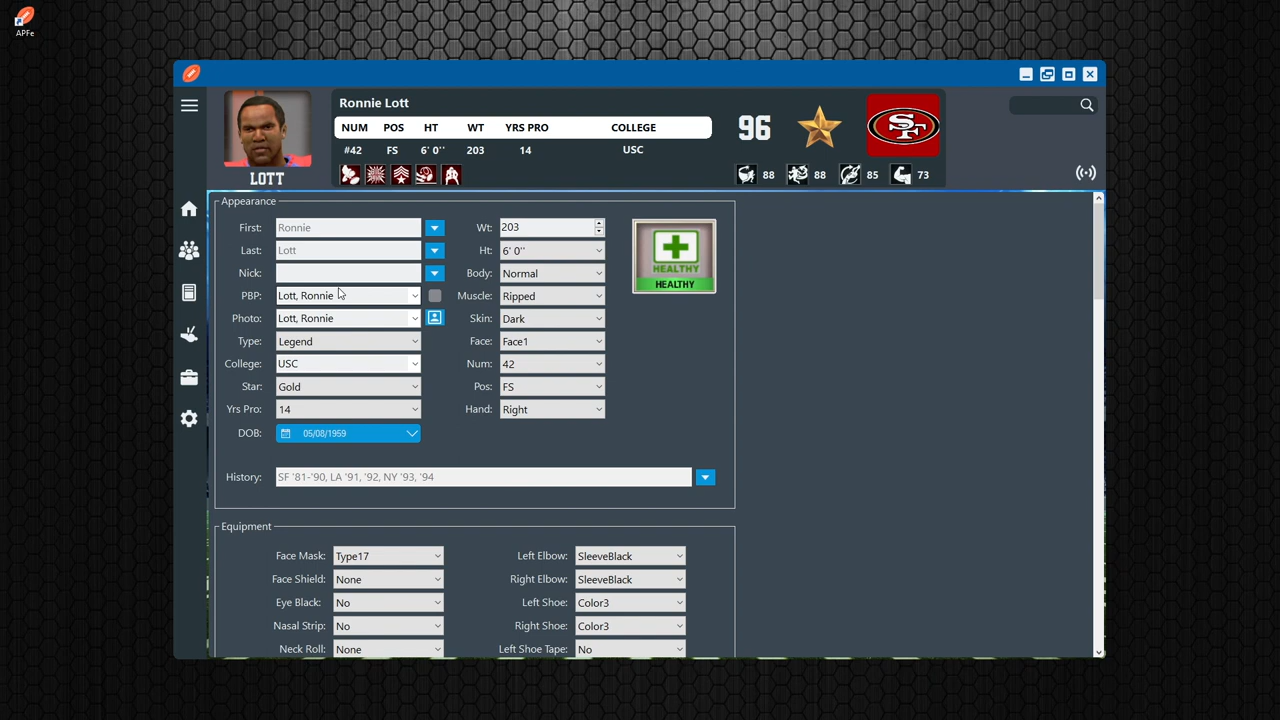 APFe
Ronnie Lott
NUM POS HT WT YRS PRO COLLEGE
#42 FS 6' 0'' 203 14 USC
96
SF
LOTT
88 88 85 73
Appearance
First: Ronnie Wt: 203
Last: Lott Ht: 6' 0''
Nick: Body: Normal
PBP: Lott, Ronnie Muscle: Ripped
Photo: Lott, Ronnie Skin: Dark
Type: Legend Face: Face1
College: USC Num: 42
Star: Gold Pos: FS
Yrs Pro: 14 Hand: Right
DOB: 05/08/1959
HEALTHY
HEALTHY
History: SF '81-'90, LA '91, '92, NY '93, '94
Equipment
Face Mask: Type17 Left Elbow: SleeveBlack
Face Shield: None Right Elbow: SleeveBlack
Eye Black: No Left Shoe: Color3
Nasal Strip: No Right Shoe: Color3
Neck Roll: None Left Shoe Tape: No